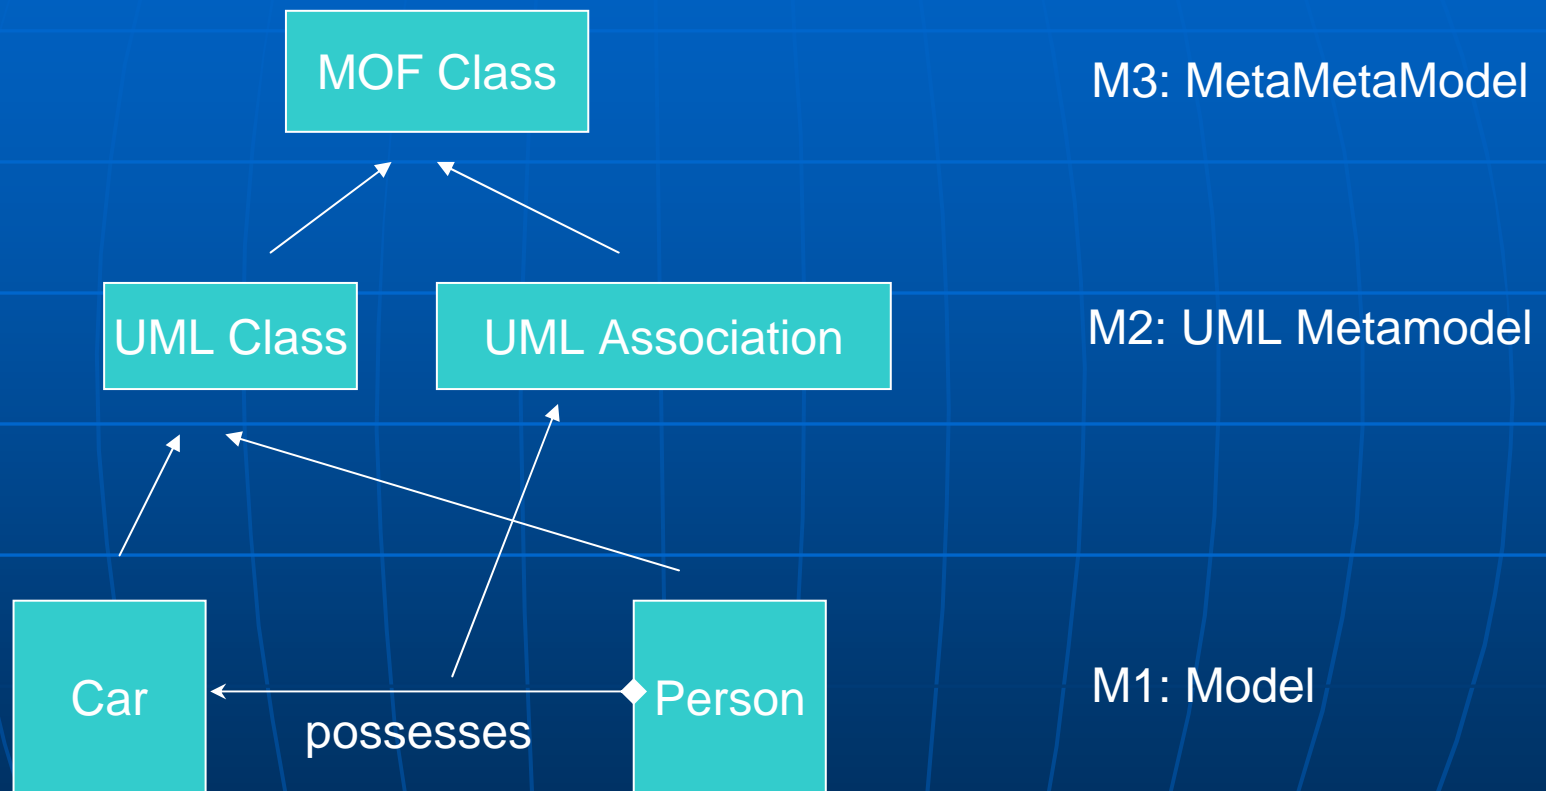 MOF Class
M3: MetaMetaModel
UML Class
UML Association
M2: UML Metamodel
Car
possesses
Person
M1: Model